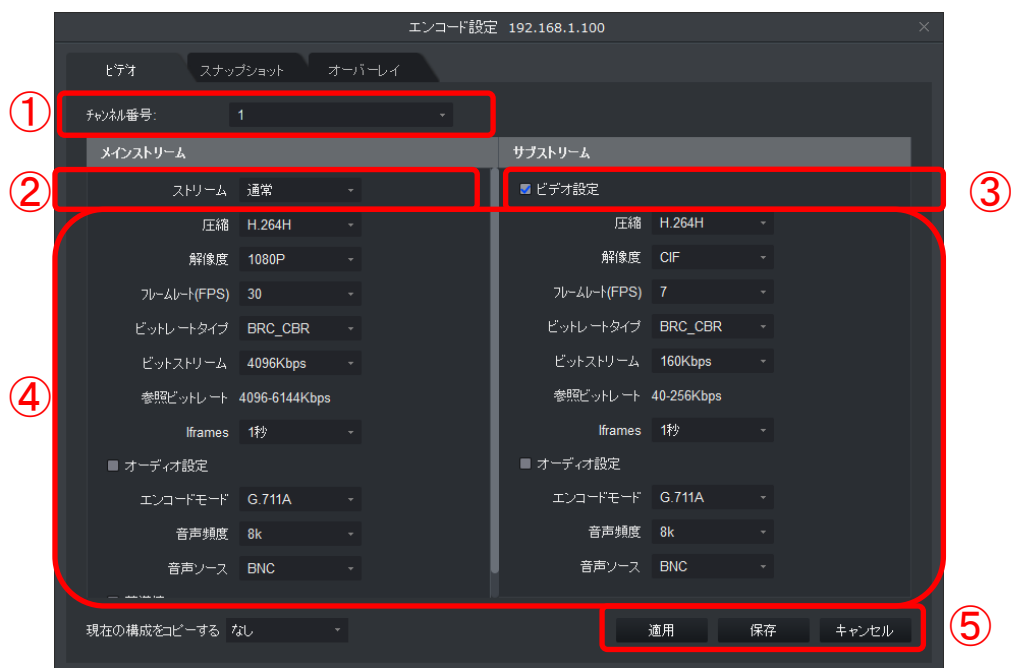 エンコード設定 192.168.1.100
ビデオ スナップショット オーバーレイ
① チャンネル番号: 1
メインストリーム サブストリーム
② ストリーム 通常 ビデオ設定 ③
圧縮 H.264H 圧縮 H.264H
解像度 1080P 解像度 CIF
フレームレート(FPS) 30 フレームレート(FPS) 7
ビットレートタイプ BRC_CBR ビットレートタイプ BRC_CBR
ビットストリーム 4096Kbps ビットストリーム 160Kbps
④ 参照ビットレート 4096-6144Kbps 参照ビットレート 40-256Kbps
Iframes 1秒 Iframes 1秒
オーディオ設定 オーディオ設定
エンコードモード G.711A エンコードモード G.711A
音声頻度 8k 音声頻度 8k
音声ソース BNC 音声ソース BNC
現在の構成をコピーする なし 適用 保存 キャンセル ⑤